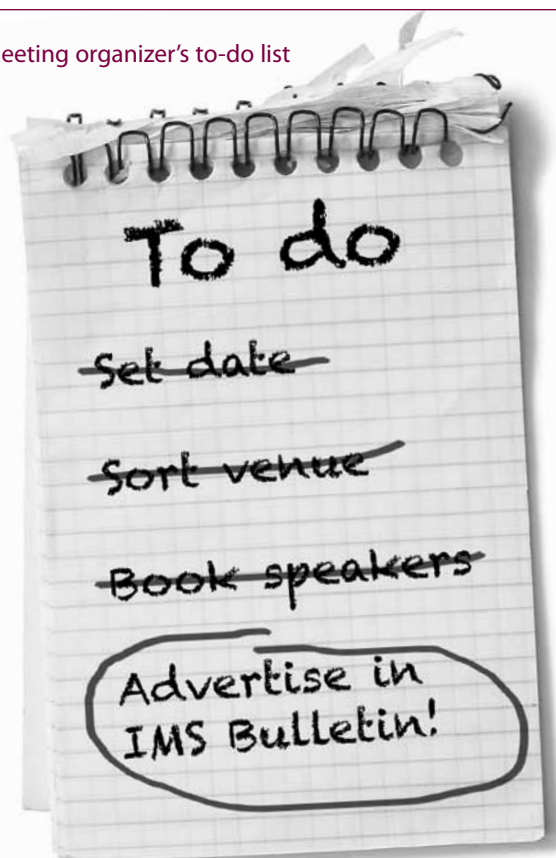 eeting organizer's to-do list
To do
Set date
Sort venue
Book speakers
Advertise in
IMS Bulletin!